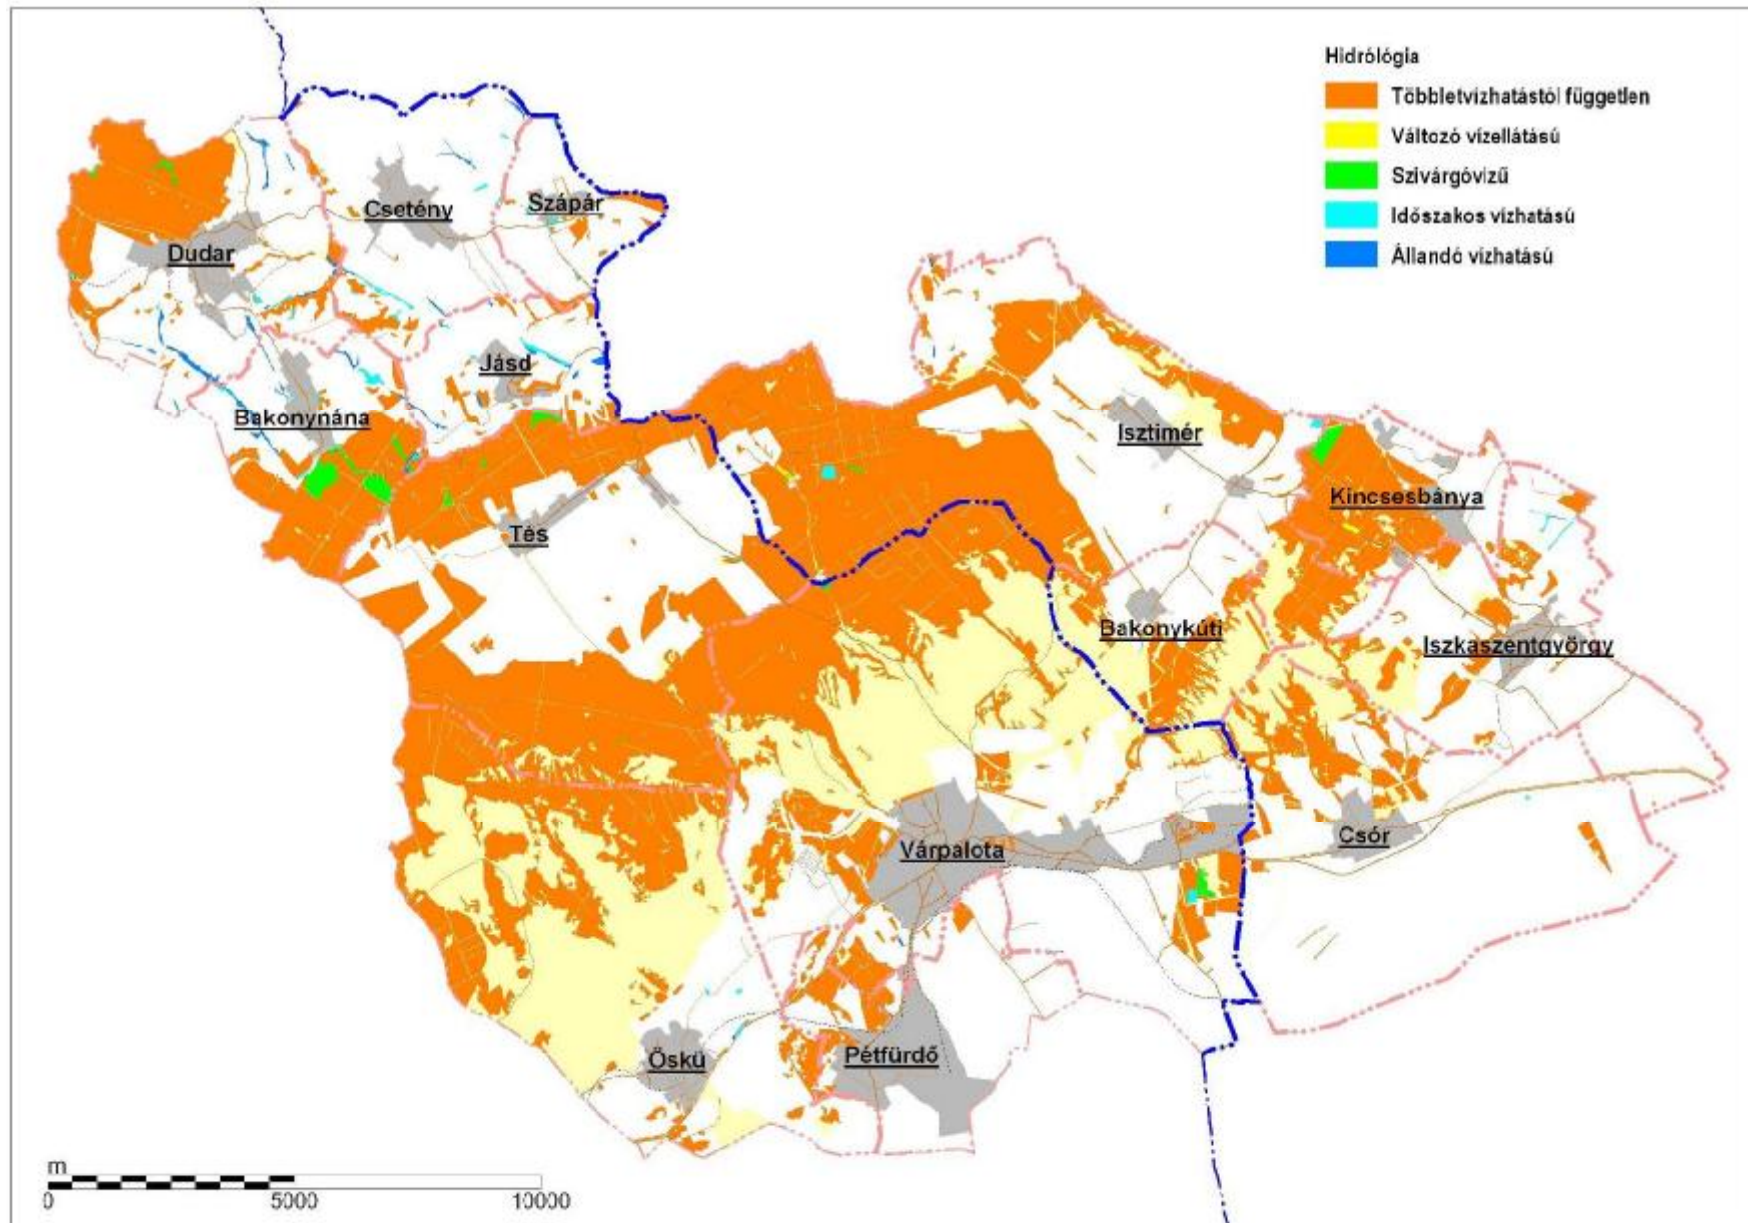 Hidrológia
Többletvízhatástól független
Változó vízellátású
Szivárgóvizű
Időszakos vízhatású
Állandó vízhatású
Csetény
Szápár
Dudar
Jásd
Bakonynána
Isztimér
Kincsesbánya
Tés
Bakonykúti
Iszkaszentgyörgy
Várpalota
Csór
Öskü
Pétfürdő
m
0 5000 10000